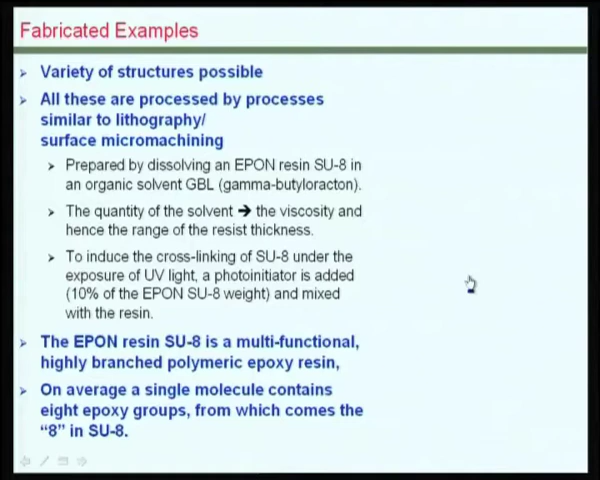 Fabricated Examples
Variety of structures possible
All these are processed by processes
similar to lithography/
surface micromachining
Prepared by dissolving an EPON resin SU-8 in
an organic solvent GBL (gamma-butyloracton).
The quantity of the solvent → the viscosity and
hence the range of the resist thickness.
To induce the cross-linking of SU-8 under the
exposure of UV light, a photoinitiator is added
(10% of the EPON SU-8 weight) and mixed
with the resin.
The EPON resin SU-8 is a multi-functional,
highly branched polymeric epoxy resin,
On average a single molecule contains
eight epoxy groups, from which comes the
“8” in SU-8.